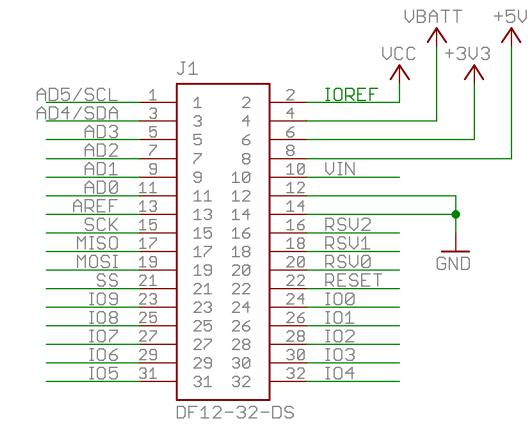 VBATT +5V
VCC +3V3
J1
AD5/SCL 1 1 2 2 IOREF
AD4/SDA 3 3 4 4
AD3 5 5 6 6
AD2 7 7 8 8
AD1 9 9 10 10 VIN
AD0 11 11 12 12
AREF 13 13 14 14
SCK 15 15 16 16 RSV2
MISO 17 17 18 18 RSV1
MOSI 19 19 20 20 RSV0
SS 21 21 22 22 RESET
IO9 23 23 24 24 IO0
IO8 25 25 26 26 IO1
IO7 27 27 28 28 IO2
IO6 29 29 30 30 IO3
IO5 31 31 32 32 IO4
GND
DF12-32-DS